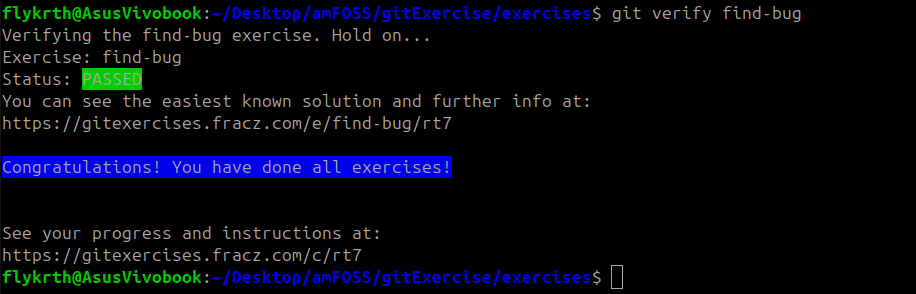 flykrth@AsusVivobook:~/Desktop/amFOSS/gitExercise/exercises$ git verify find-bug
Verifying the find-bug exercise. Hold on...
Exercise: find-bug
Status: PASSED
You can see the easiest known solution and further info at:
https://gitexercises.fracz.com/e/find-bug/rt7
Congratulations! You have done all exercises!
See your progress and instructions at:
https://gitexercises.fracz.com/c/rt7
flykrth@AsusVivobook:~/Desktop/amFOSS/gitExercise/exercises$